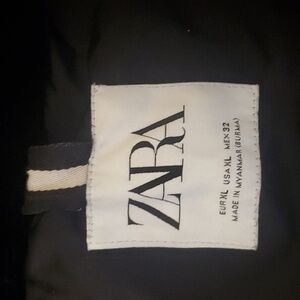 ZARA
EUR XL USA XL MEX 32
MADE IN MYANMAR (BURMA)